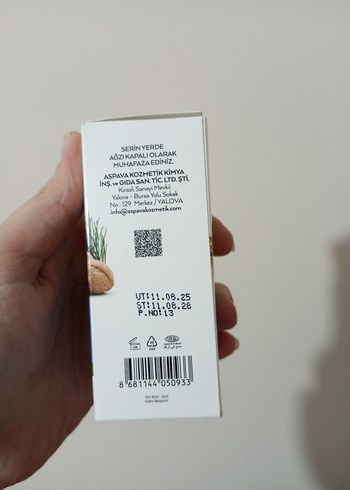 SERİN YERDE
AĞZI KAPALI OLARAK
MUHAFAZA EDİNİZ.
ASPAVA KOZMETİK KİMYA
İNŞ. ve GIDA SAN. TİC. LTD. ŞTİ.
Kirazlı Sanayi Mevkii
Yalova - Bursa Yolu Sokak
No : 129 Merkez / YALOVA
info@aspavakozmetik.com
UT:11.08.25
ST:11.08.28
P.NO:13
8 681144 050933